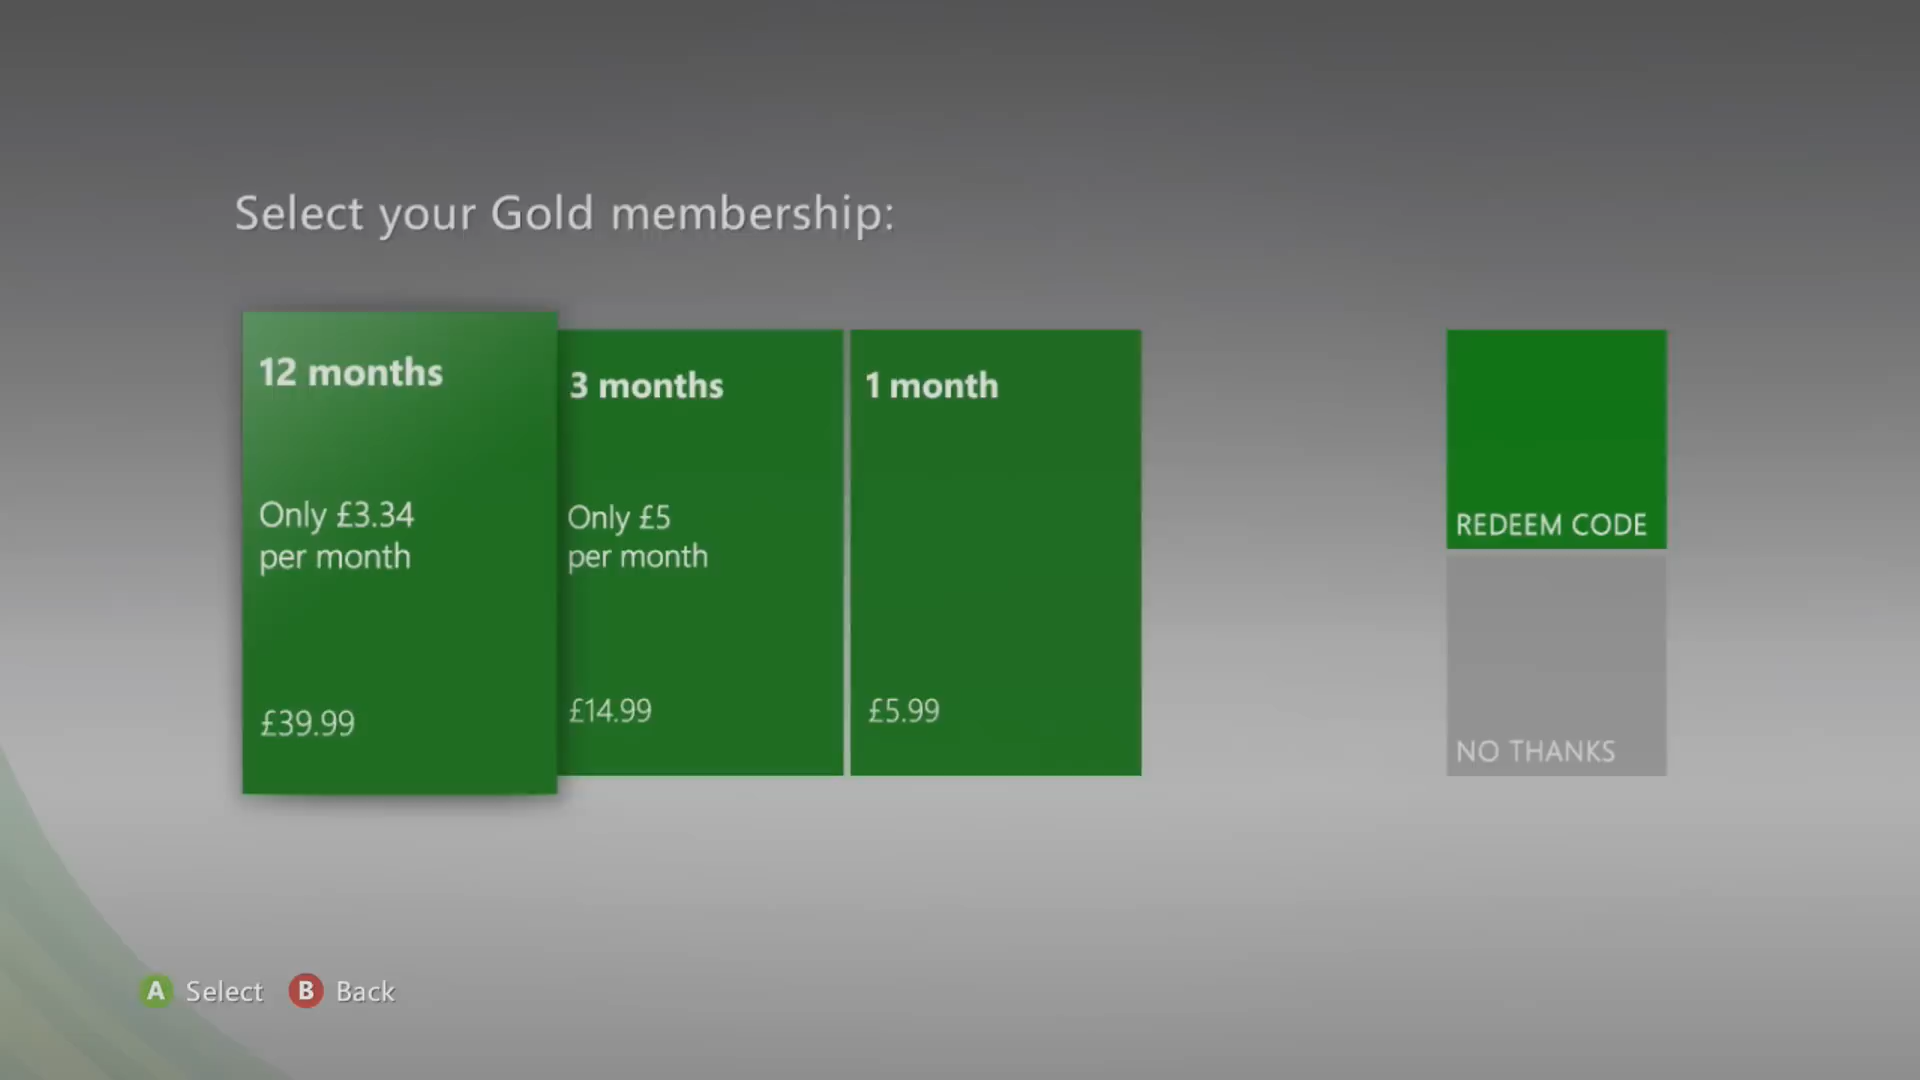 Select your Gold membership:
12 months
Only £3.34
per month
£39.99
3 months
Only £5
per month
£14.99
1 month
£5.99
REDEEM CODE
NO THANKS
A Select B Back